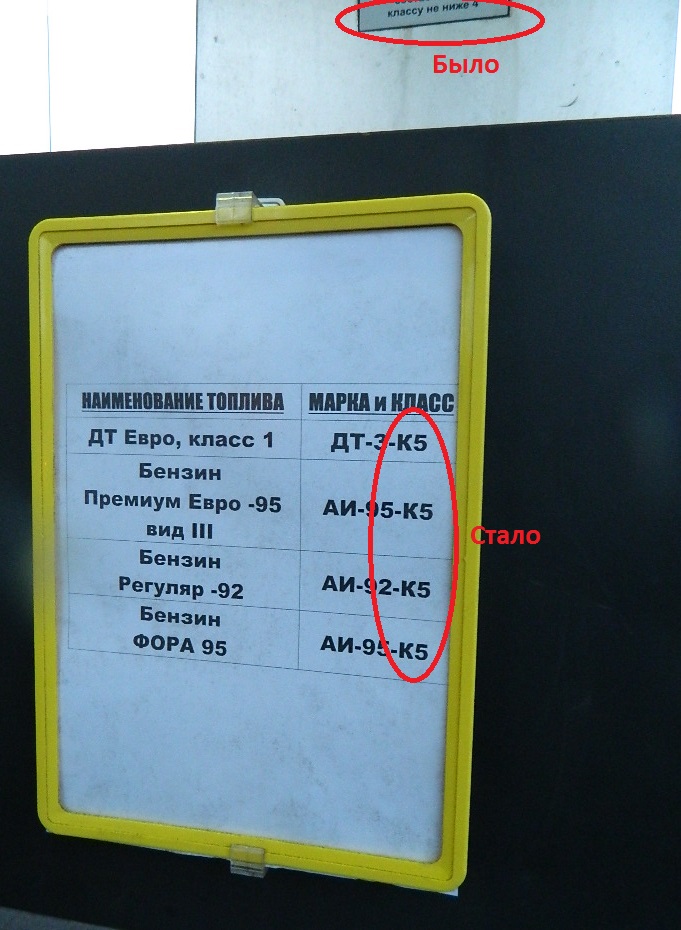 классу не ниже 4
Было
НАИМЕНОВАНИЕ ТОПЛИВА МАРКА и КЛАСС
ДТ Евро, класс 1 ДТ-З-К5
Бензин
Премиум Евро -95
вид III
АИ-95-К5
Бензин
Регуляр -92
АИ-92-К5
Бензин
ФОРА 95
АИ-95-К5
Стало